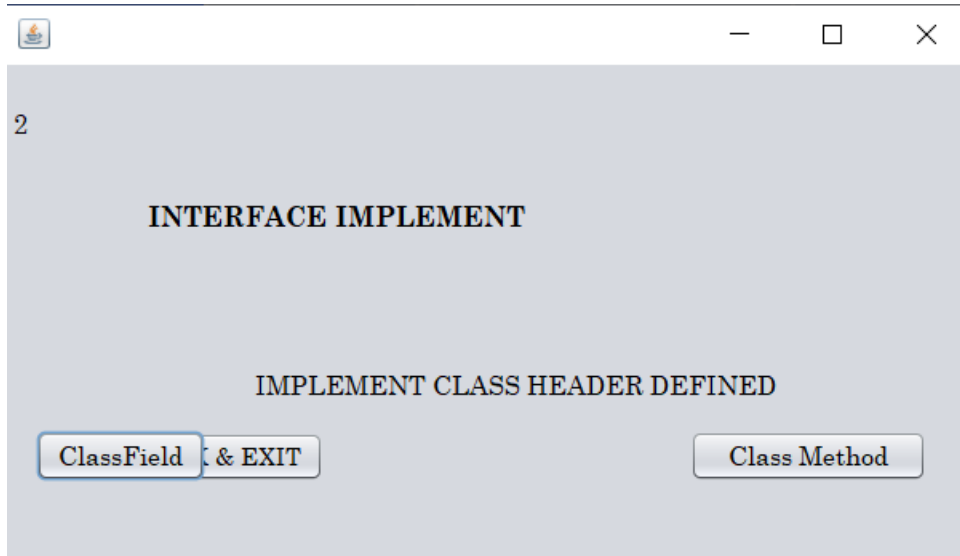 2
INTERFACE IMPLEMENT
IMPLEMENT CLASS HEADER DEFINED
ClassField & EXIT Class Method